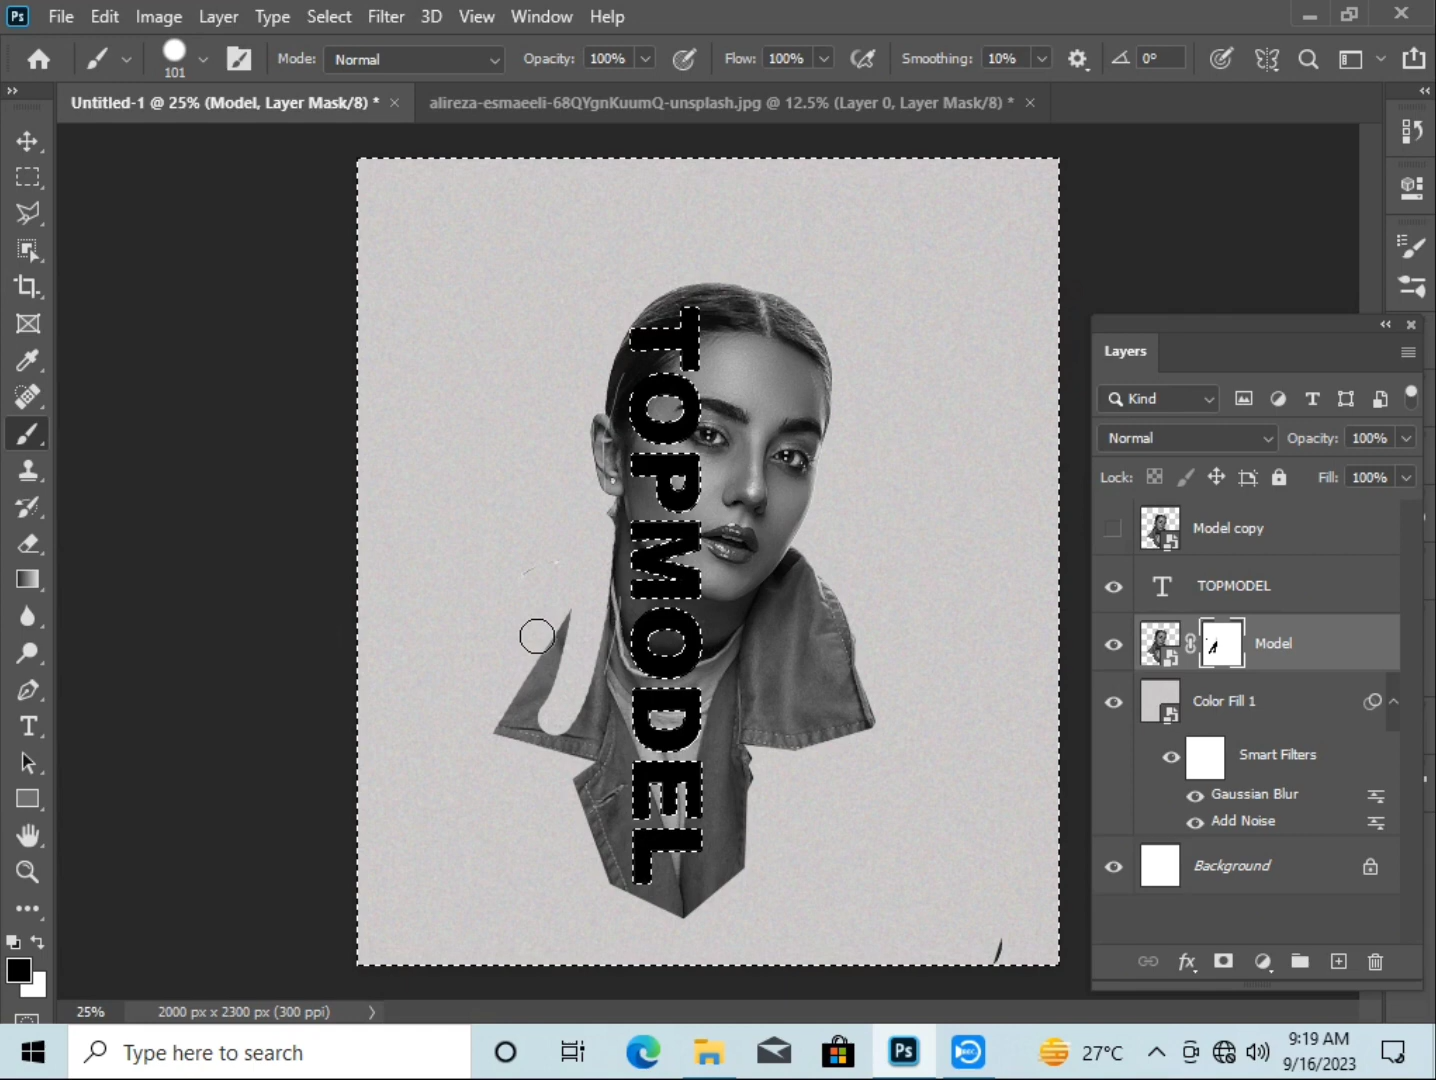 Ps File Edit Image Layer Type Select Filter 3D View Window Help
101 Mode: Normal Opacity: 100% Flow: 100% Smoothing: 10% 0°
Untitled-1 @ 25% (Model, Layer Mask/8) * alireza-esmaeeli-68QYgnKuumQ-unsplash.jpg @ 12.5% (Layer 0, Layer Mask/8) *
TOPMODEL
Layers
Kind
Normal Opacity: 100%
Lock: Fill: 100%
Model copy
T TOPMODEL
Model
Color Fill 1
Smart Filters
Gaussian Blur
Add Noise
Background
fx
25% 2000 px x 2300 px (300 ppi)
Type here to search Ps REC 27°C 9:19 AM
9/16/2023